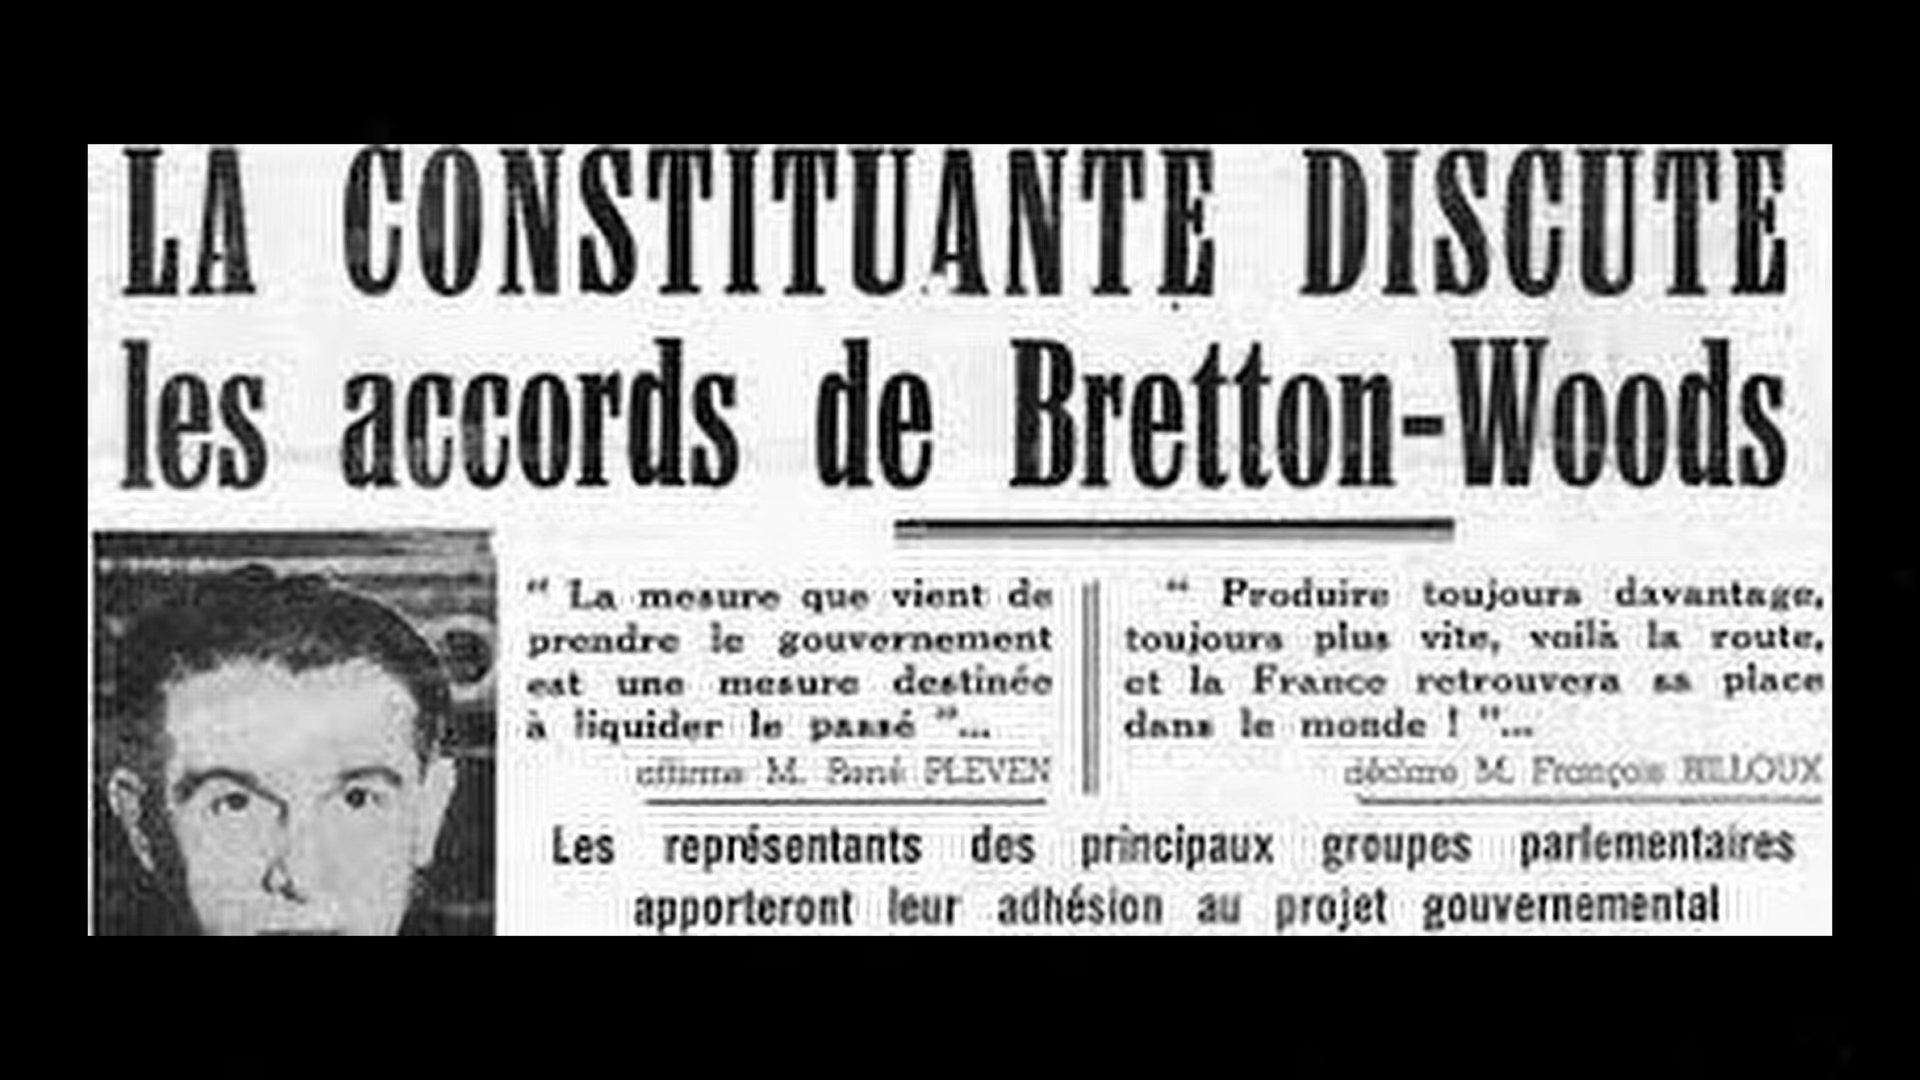 LA CONSTITUANTE DISCUTE
les accords de Bretton-Woods
“ La mesure que vient de
prendre le gouvernement
est une mesure destinée
à liquider le passé ”...
affirme M. René PLEVEN
“ Produire toujours davantage,
toujours plus vite, voilà la route,
et la France retrouvera sa place
dans le monde ! ”...
déclare M. François BILLOUX
Les représentants des principaux groupes parlementaires
apporteront leur adhésion au projet gouvernemental